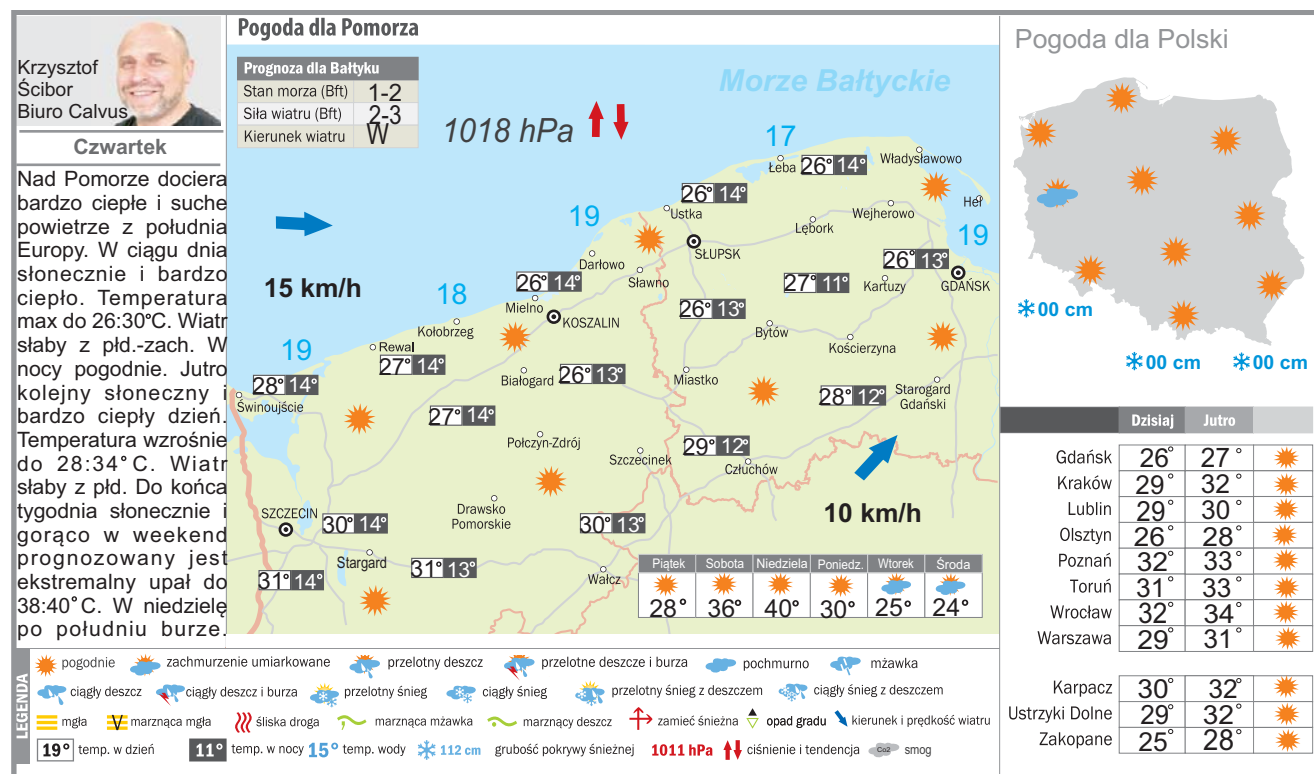 Krzysztof
Ścibor
Biuro Calvus
Czwartek
Nad Pomorze dociera
bardzo ciepłe i suche
powietrze z południa
Europy. W ciągu dnia
słonecznie i bardzo
ciepło. Temperatura
max do 26:30°C. Wiatr
słaby z płd.-zach. W
nocy pogodnie. Jutro
kolejny słoneczny i
bardzo ciepły dzień.
Temperatura wzrośnie
do 28:34°C. Wiatr
słaby z płd. Do końca
tygodnia słonecznie i
gorąco w weekend
prognozowany jest
ekstremalny upał do
38:40°C. W niedzielę
po południu burze.
Pogoda dla Pomorza
Prognoza dla Bałtyku
Stan morza (Bft) 1-2
Siła wiatru (Bft) 2-3
Kierunek wiatru W
1018 hPa
Morze Bałtyckie
17
Łeba
26° 14°
Władysławowo
26° 14°
Ustka
Hel
Wejherowo
Lębork
19
19
SŁUPSK
26° 13°
GDAŃSK
Darłowo
Sławno
26° 14°
27° 11°
Kartuzy
15 km/h
18
Mielno
KOSZALIN
Kołobrzeg
26° 13°
Bytów
Kościerzyna
19
Rewal
27° 14°
Białogard
26° 13°
Miastko
28° 14°
Świnoujście
28° 12°
Starogard
Gdański
27° 14°
Połczyn-Zdrój
Szczecinek
29° 12°
Człuchów
10 km/h
Drawsko
Pomorskie
SZCZECIN
30° 14°
30° 13°
Stargard
31° 13°
31° 14°
Wałcz
Piątek Sobota Niedziela Poniedz. Wtorek Środa
28° 36° 40° 30° 25° 24°
Pogoda dla Polski
00 cm
00 cm
00 cm
Dzisiaj Jutro
Gdańsk 26° 27°
Kraków 29° 32°
Lublin 29° 30°
Olsztyn 26° 28°
Poznań 32° 33°
Toruń 31° 33°
Wrocław 32° 34°
Warszawa 29° 31°
Karpacz 30° 32°
Ustrzyki Dolne 29° 32°
Zakopane 25° 28°
LEGENDA
pogodnie zachmurzenie umiarkowane przelotny deszcz przelotne deszcze i burza pochmurno mżawka
ciągły deszcz ciągły deszcz i burza przelotny śnieg ciągły śnieg przelotny śnieg z deszczem ciągły śnieg z deszczem
mgła marznąca mgła śliska droga marznąca mżawka marznący deszcz zamieć śnieżna opad gradu kierunek i prędkość wiatru
19° temp. w dzień 11° temp. w nocy 15° temp. wody 112 cm grubość pokrywy śnieżnej 1011 hPa ciśnienie i tendencja Co2 smog